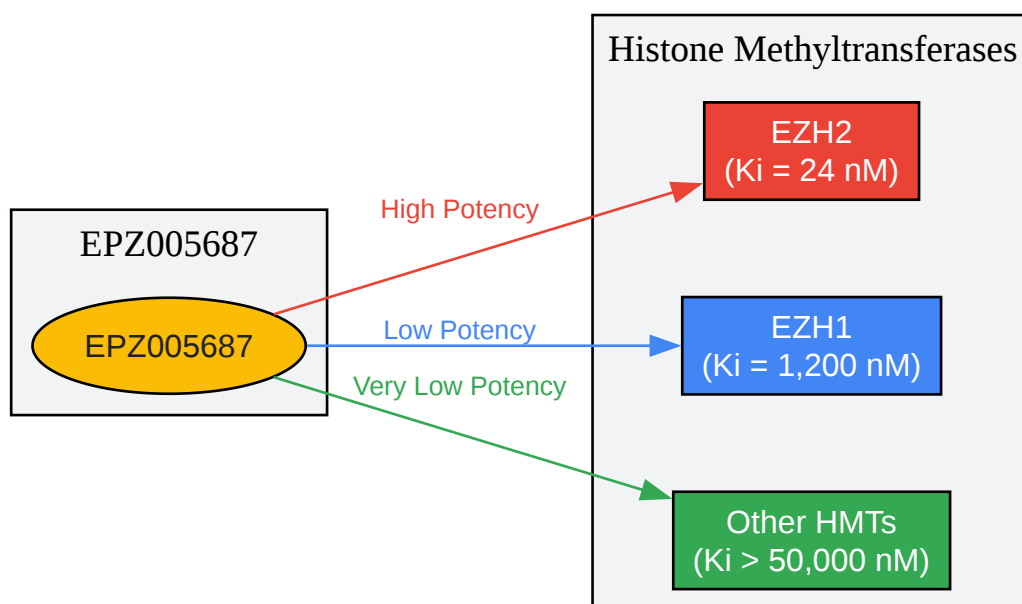 Histone Methyltransferases
EZH2
(Ki = 24 nM)
High Potency
EPZ005687
EPZ005687
Low Potency
EZH1
(Ki = 1,200 nM)
Very Low Potency
Other HMTs
(Ki > 50,000 nM)